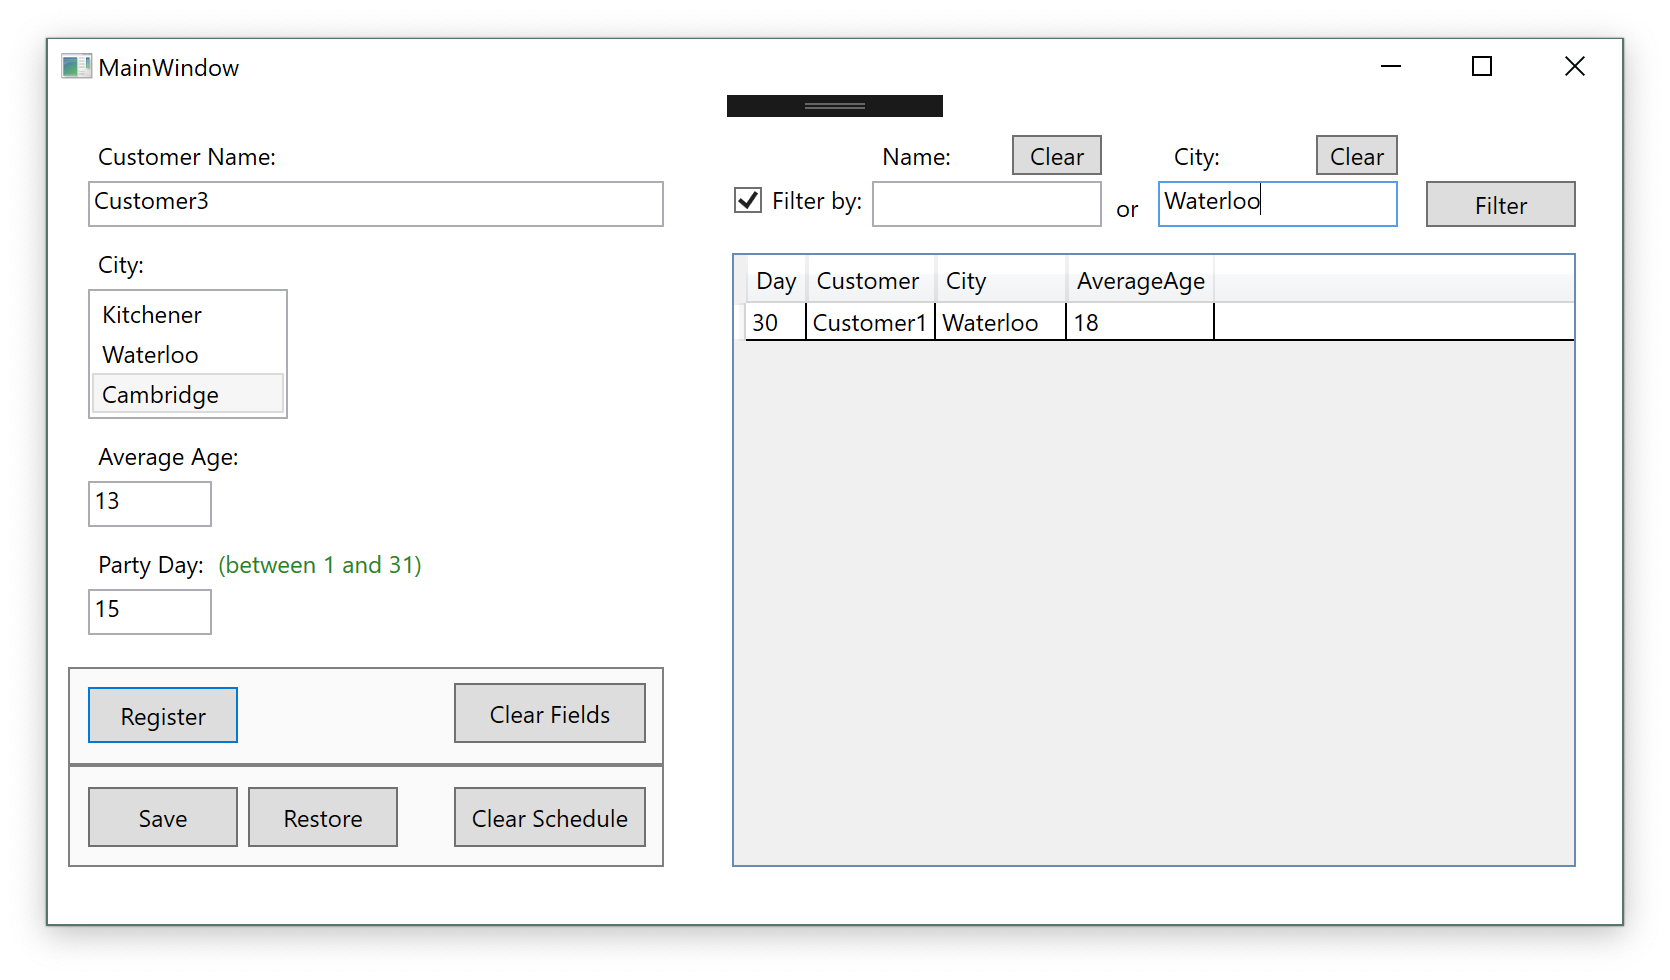 MainWindow
Customer Name:
Customer3
City:
Kitchener
Waterloo
Cambridge
Average Age:
13
Party Day: (between 1 and 31)
15
Register Clear Fields
Save Restore Clear Schedule
Name: Clear City: Clear
Filter by: or Waterloo Filter
Day Customer City AverageAge
30 Customer1 Waterloo 18